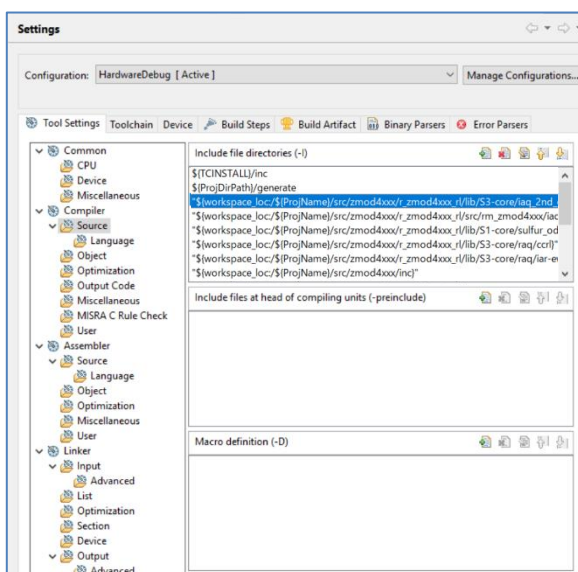 Settings
Configuration: HardwareDebug [ Active ] Manage Configurations...
Tool Settings Toolchain Device Build Steps Build Artifact Binary Parsers Error Parsers
Common
CPU
Device
Miscellaneous
Compiler
Source
Language
Object
Optimization
Output Code
Miscellaneous
MISRA C Rule Check
User
Assembler
Source
Language
Object
Optimization
Miscellaneous
User
Linker
Input
Advanced
List
Optimization
Section
Device
Output
Advanced
Include file directories (-I)
${TCINSTALL}/inc
${ProjDirPath}/generate
"${workspace_loc:/${ProjName}/src/zmod4xxx/r_zmod4xxx_rl/lib/S3-core/iaq_2nd_
"${workspace_loc:/${ProjName}/src/zmod4xxx/r_zmod4xxx_rl/src/rm_zmod4xxx/iaq
"${workspace_loc:/${ProjName}/src/zmod4xxx/r_zmod4xxx_rl/lib/S1-core/sulfur_od
"${workspace_loc:/${ProjName}/src/zmod4xxx/r_zmod4xxx_rl/lib/S3-core/raq/ccrl}"
"${workspace_loc:/${ProjName}/src/zmod4xxx/r_zmod4xxx_rl/lib/S3-core/raq/iar-e
"${workspace_loc:/${ProjName}/src/zmod4xxx/inc}"
Include files at head of compiling units (-preinclude)
Macro definition (-D)